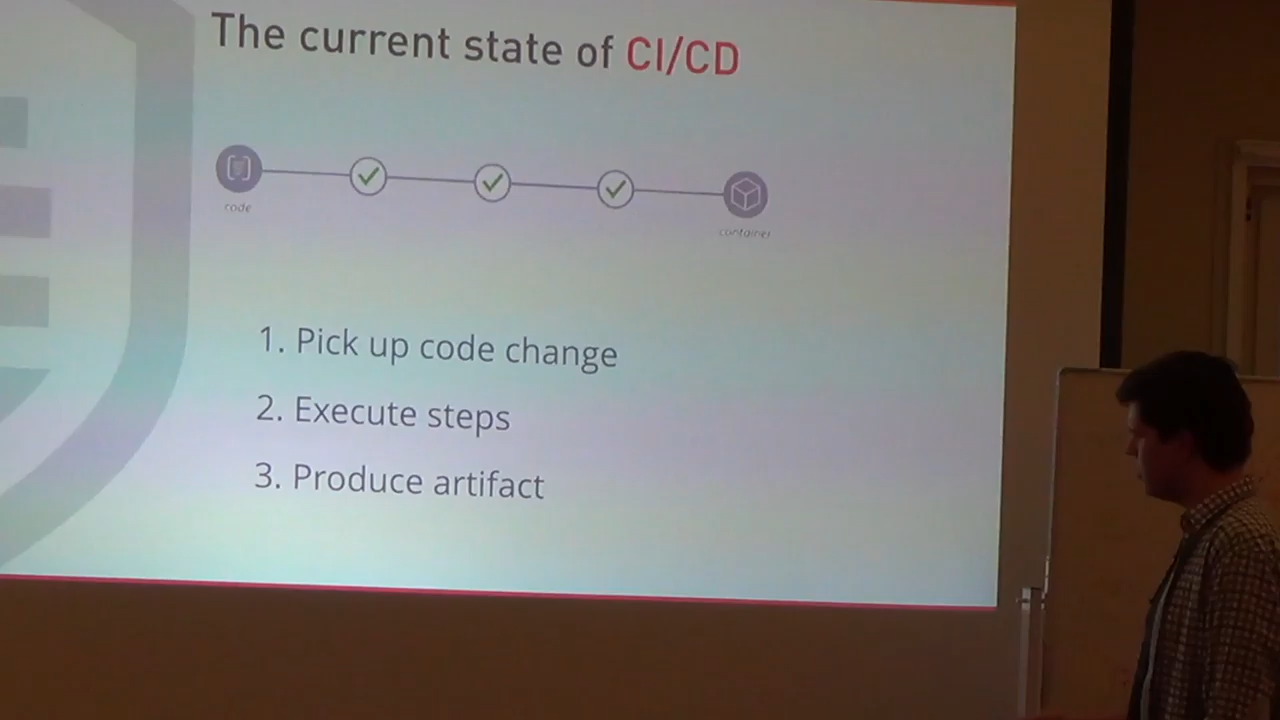 The current state of CI/CD
code
container
1. Pick up code change
2. Execute steps
3. Produce artifact